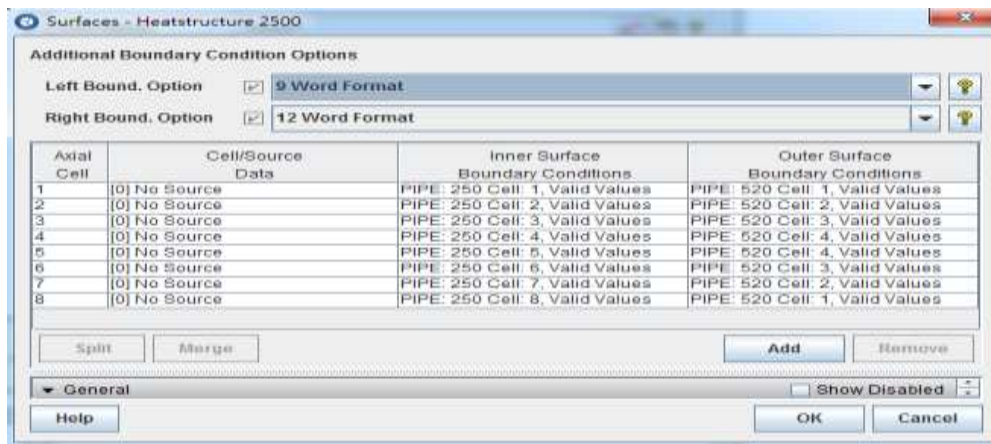 Surfaces - Heatstructure 2500
Additional Boundary Condition Options
Left Bound. Option 9 Word Format
Right Bound. Option 12 Word Format
Axial Cell Cell/Source Data Inner Surface Boundary Conditions Outer Surface Boundary Conditions
1 [0] No Source PIPE: 250 Cell: 1, Valid Values PIPE: 520 Cell: 1, Valid Values
2 [0] No Source PIPE: 250 Cell: 2, Valid Values PIPE: 520 Cell: 2, Valid Values
3 [0] No Source PIPE: 250 Cell: 3, Valid Values PIPE: 520 Cell: 3, Valid Values
4 [0] No Source PIPE: 250 Cell: 4, Valid Values PIPE: 520 Cell: 4, Valid Values
5 [0] No Source PIPE: 250 Cell: 5, Valid Values PIPE: 520 Cell: 4, Valid Values
6 [0] No Source PIPE: 250 Cell: 6, Valid Values PIPE: 520 Cell: 3, Valid Values
7 [0] No Source PIPE: 250 Cell: 7, Valid Values PIPE: 520 Cell: 2, Valid Values
8 [0] No Source PIPE: 250 Cell: 8, Valid Values PIPE: 520 Cell: 1, Valid Values
Split Merge Add Remove
General Show Disabled
Help OK Cancel